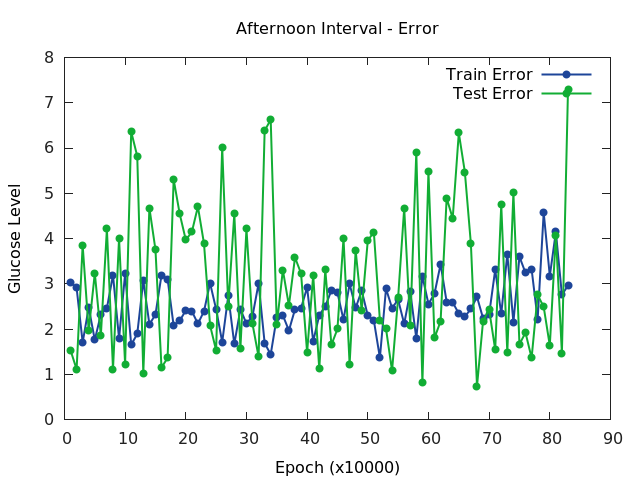 Afternoon Interval - Error
Train Error
Test Error
Glucose Level
8
7
6
5
4
3
2
1
0
0 10 20 30 40 50 60 70 80 90
Epoch (x10000)